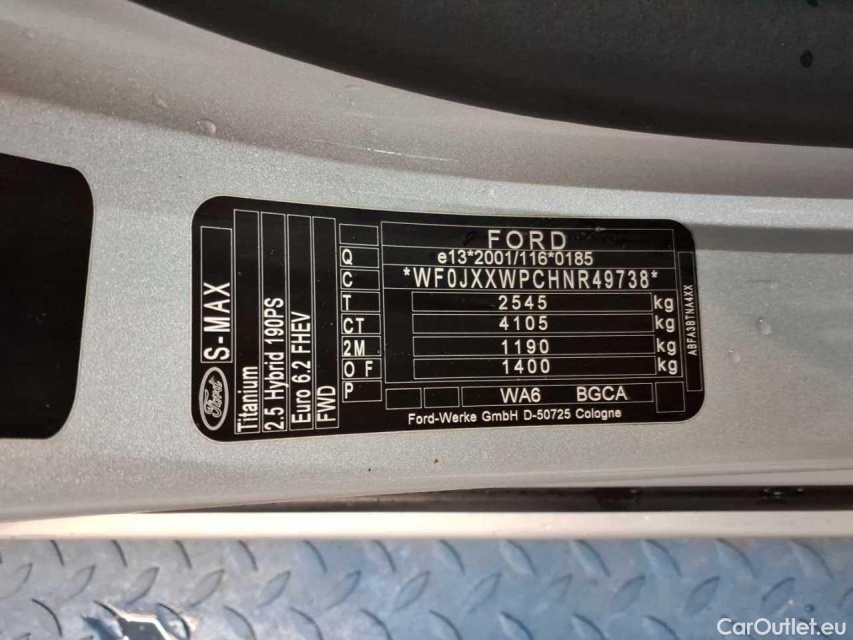 FORD
e13*2001/116*0185
*WF0JXXWPCHNR49738*
2545 kg
4105 kg
1190 kg
1400 kg
WA6 BGCA
Ford-Werke GmbH D-50725 Cologne
Q
C
T
CT
2M
O F
P
Ford S-MAX
Titanium
2.5 Hybrid 190PS
Euro 6.2 FHEV
FWD
ABFA3BTNA4XX
CarOutlet.eu